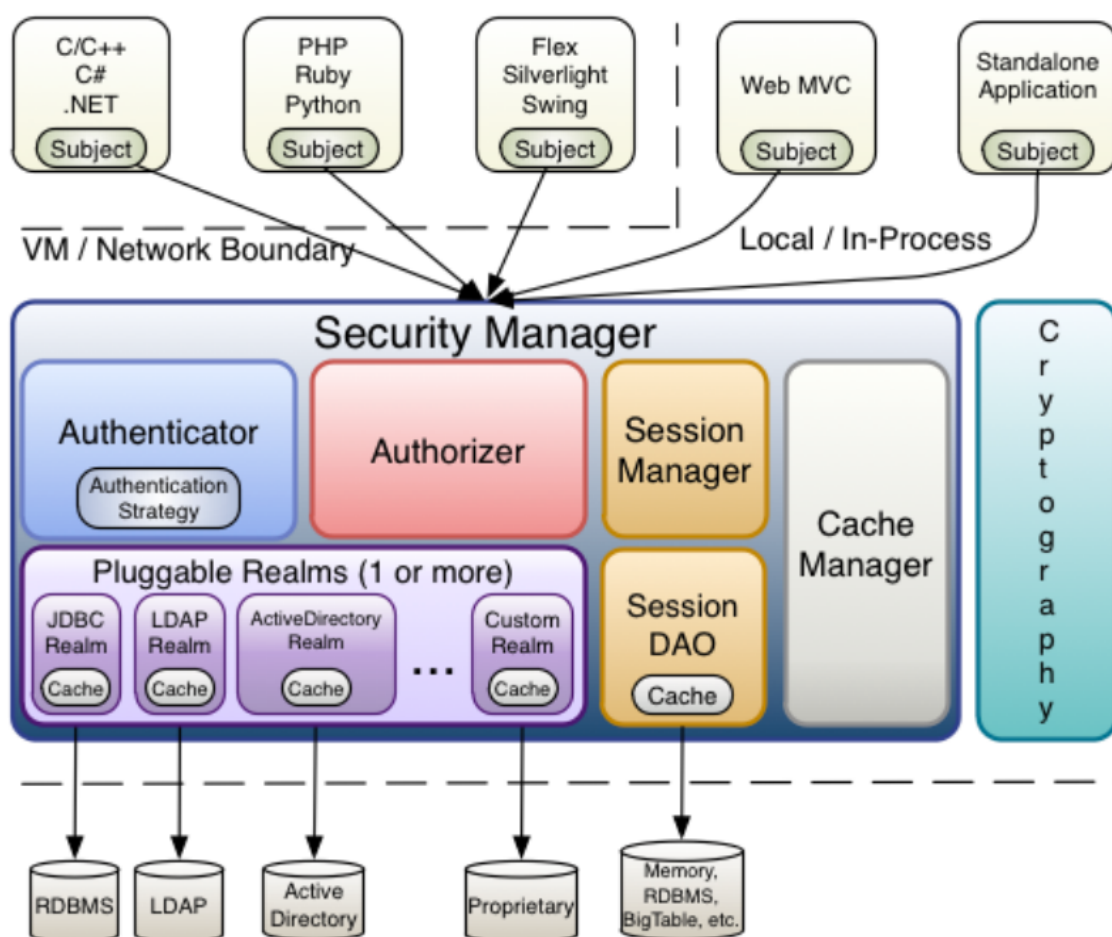 C/C++
C#
.NET
Subject
PHP
Ruby
Python
Subject
Flex
Silverlight
Swing
Subject
Web MVC
Subject
Standalone
Application
Subject
VM / Network Boundary
Local / In-Process
Security Manager
Authenticator
Authentication
Strategy
Authorizer
Session
Manager
Cache
Manager
Pluggable Realms (1 or more)
JDBC
Realm
Cache
LDAP
Realm
Cache
ActiveDirectory
Realm
Cache
...
Custom
Realm
Cache
Session
DAO
Cache
Cryptography
RDBMS
LDAP
Active
Directory
Proprietary
Memory,
RDBMS,
BigTable, etc.